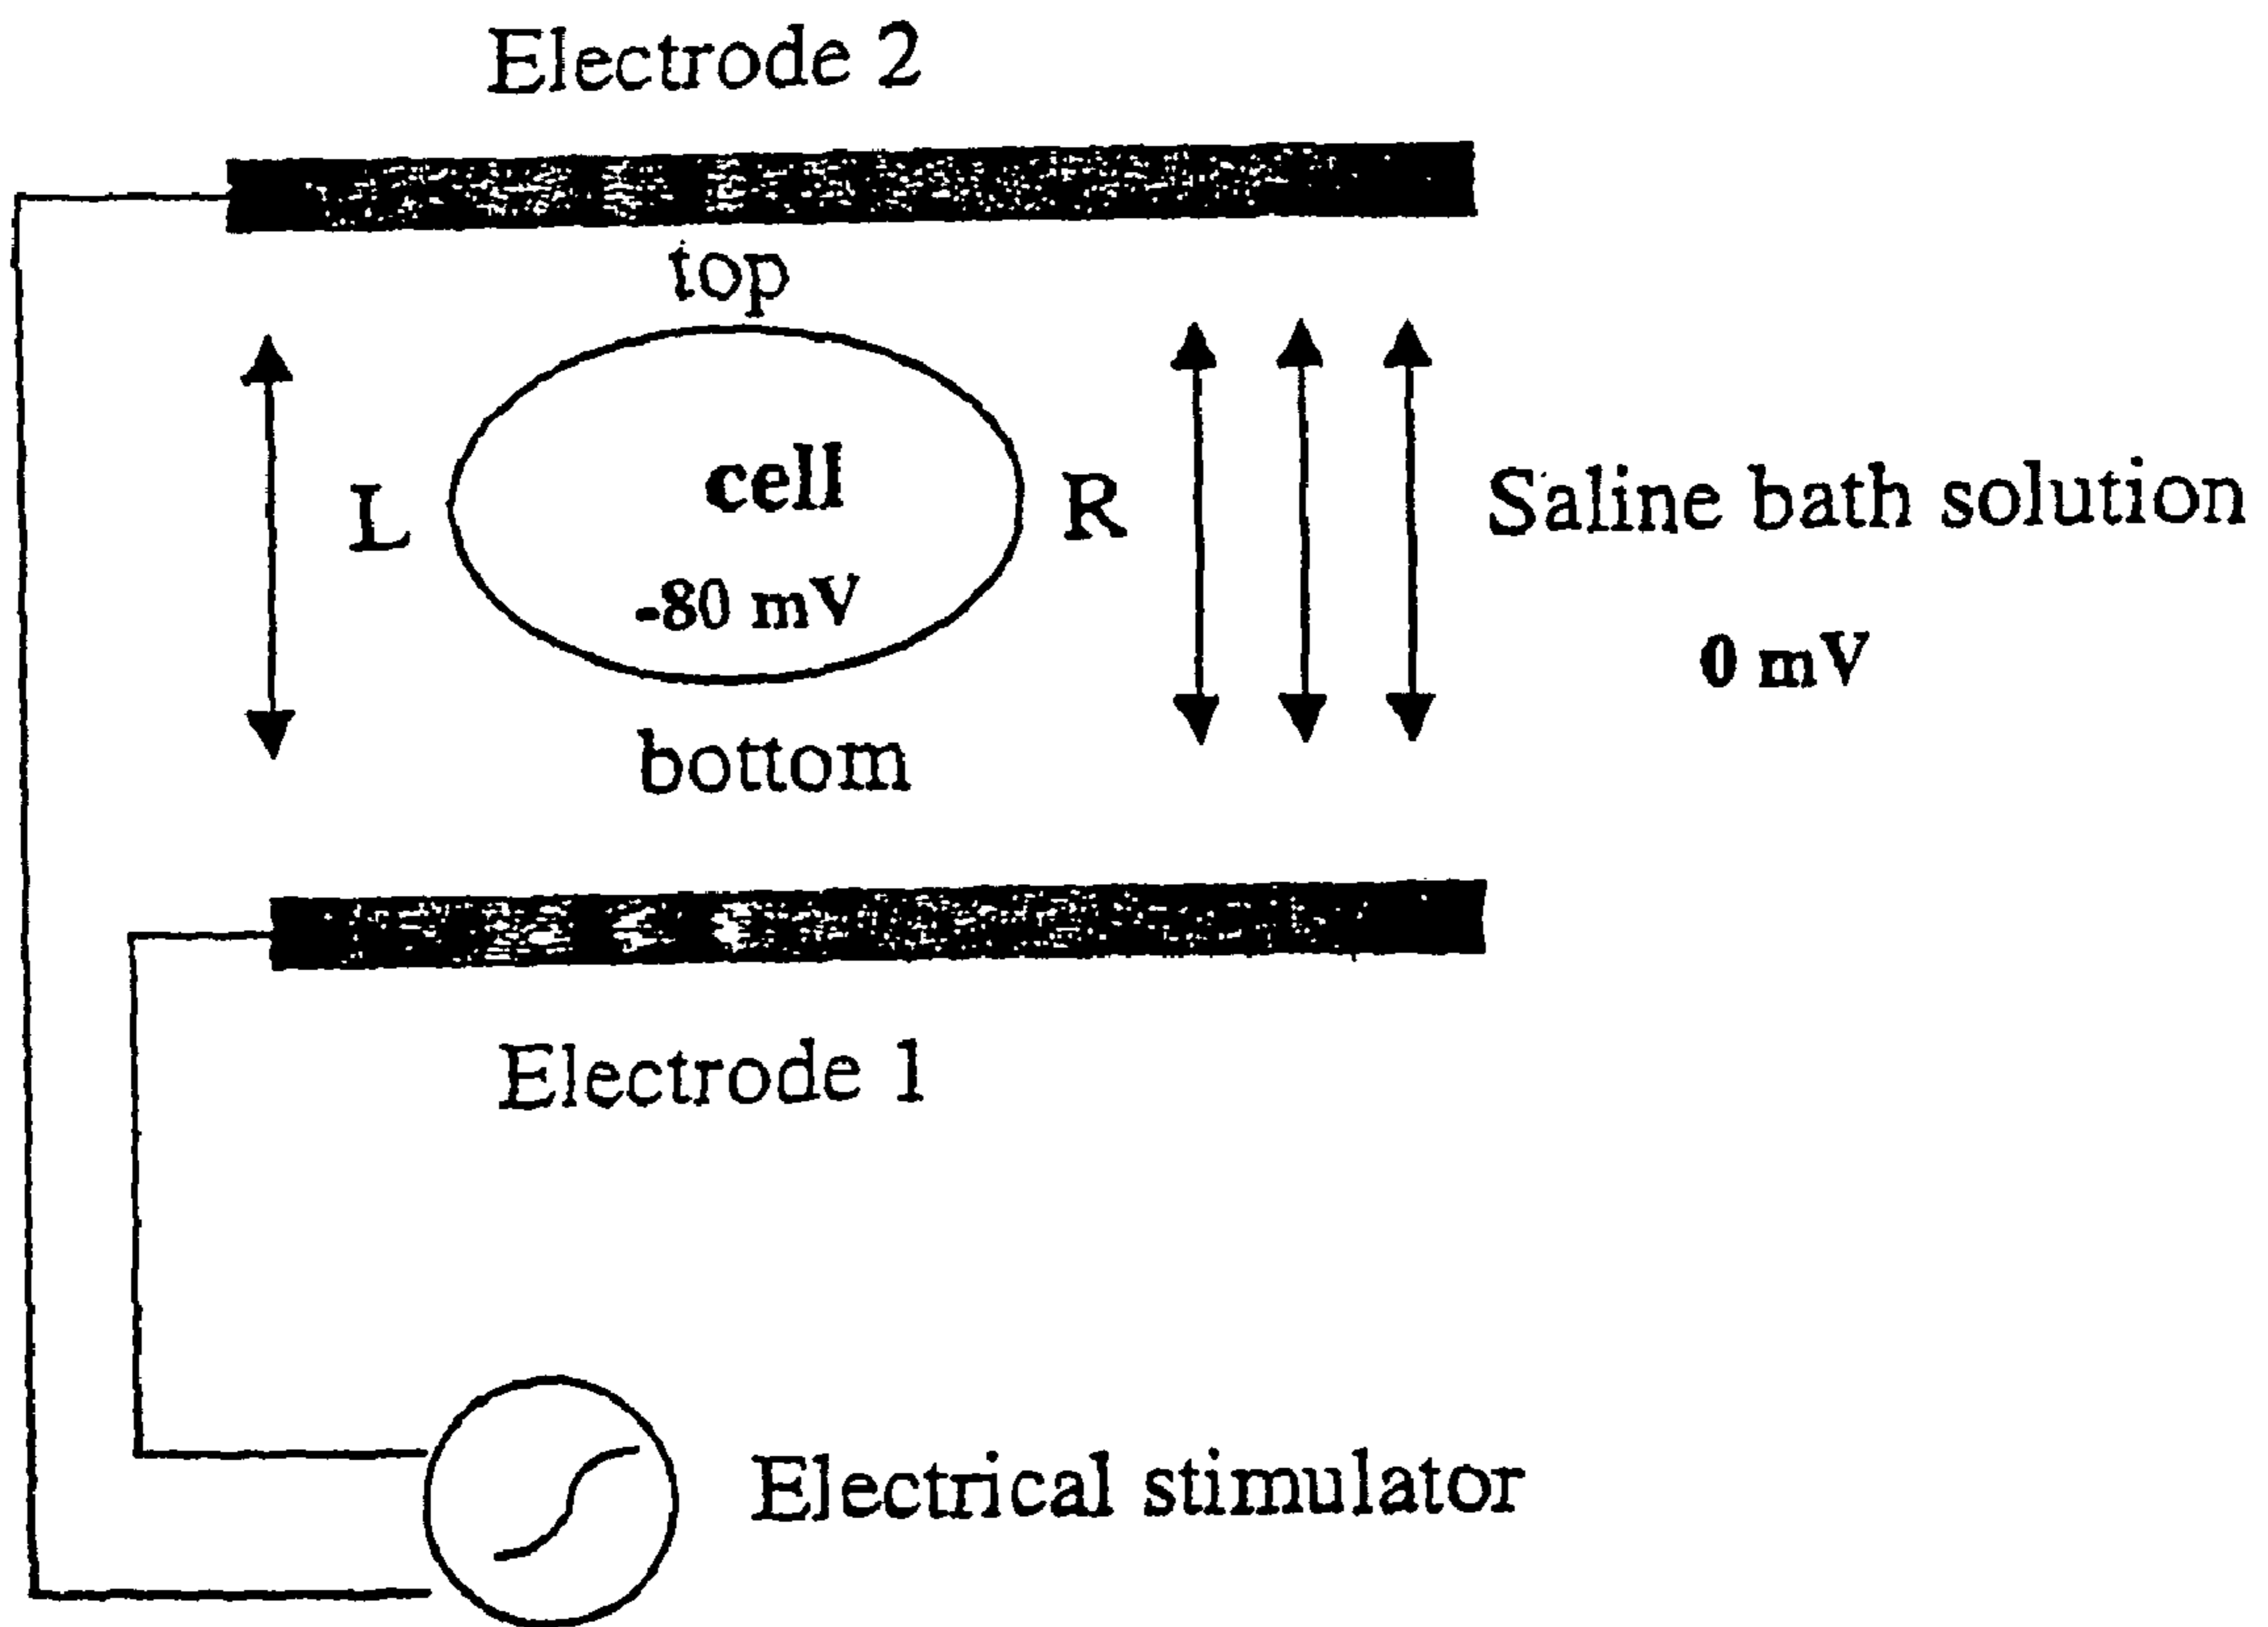 Electrode 2
top
L
cell
R
Saline bath solution
-80 mV
0 mV
bottom
Electrode 1
Electrical stimulator